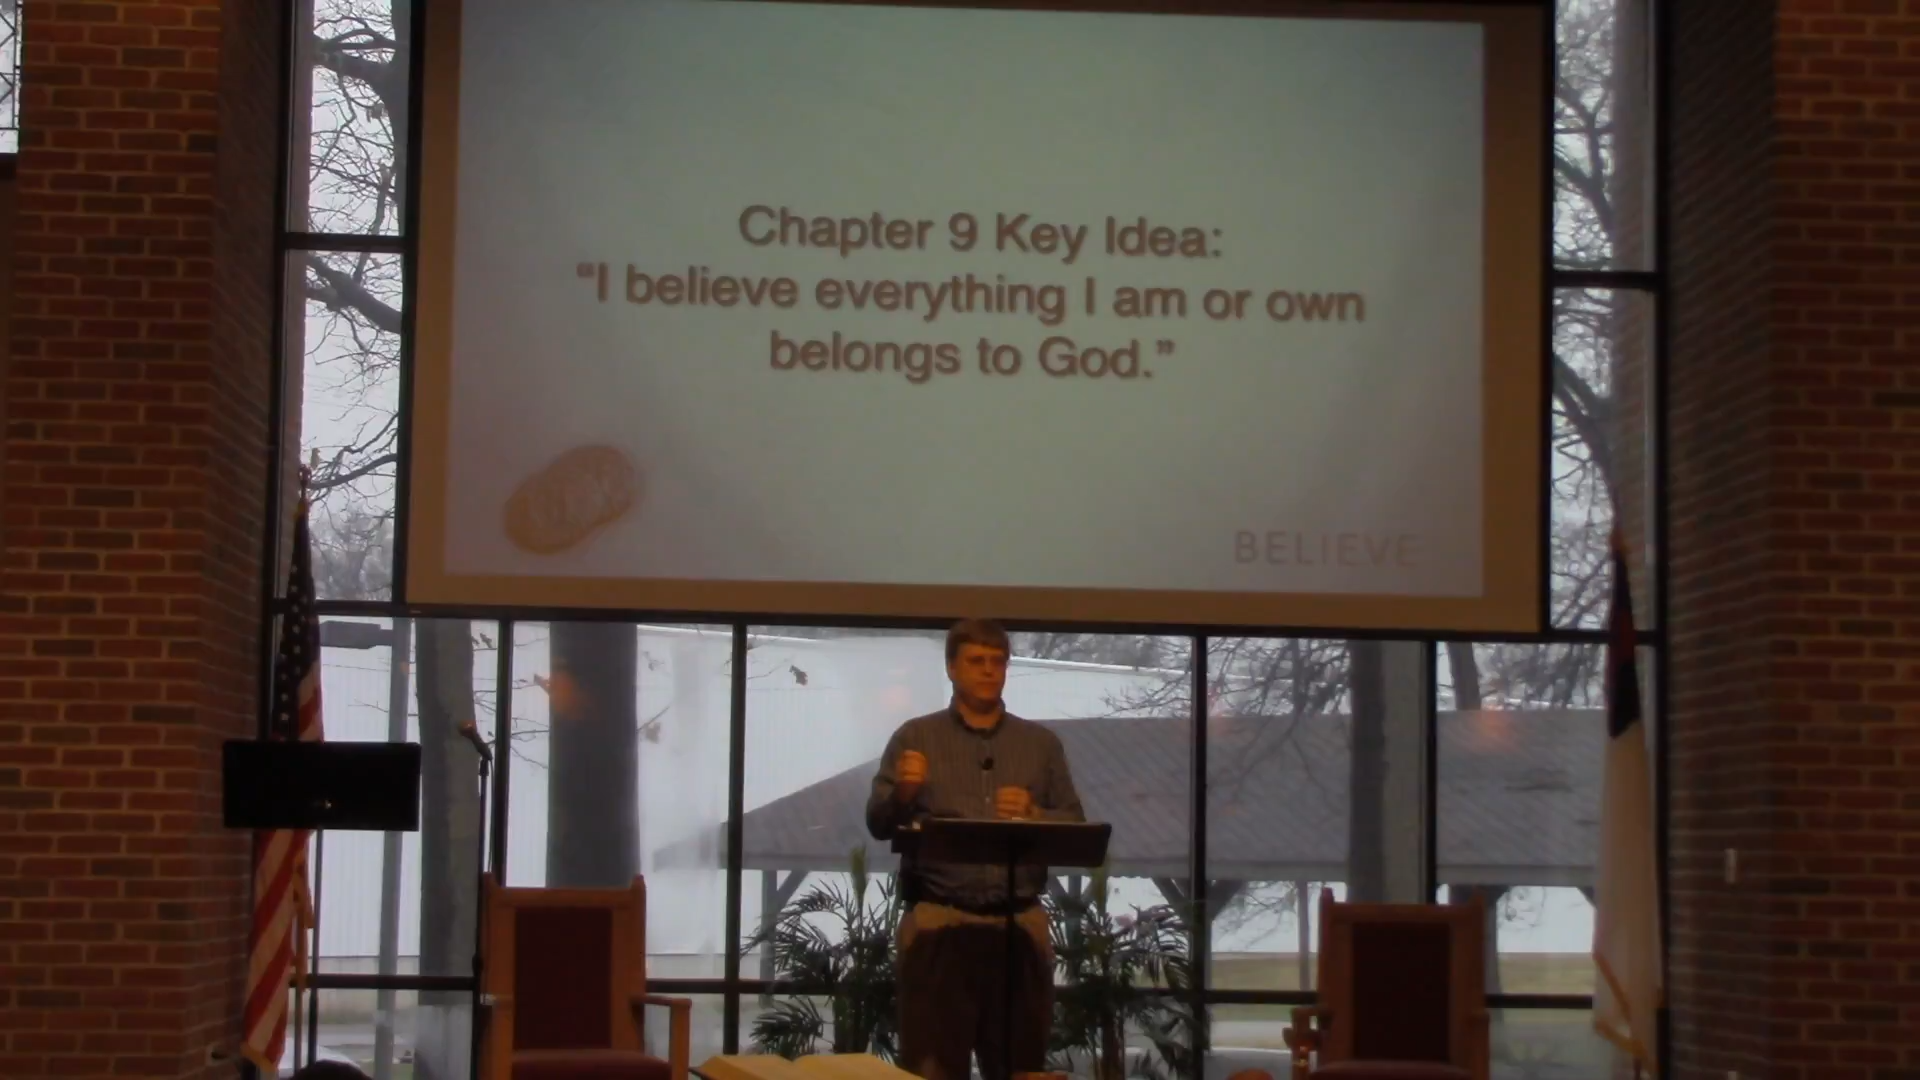 Chapter 9 Key Idea:
“I believe everything I am or own
belongs to God.”
BELIEVE